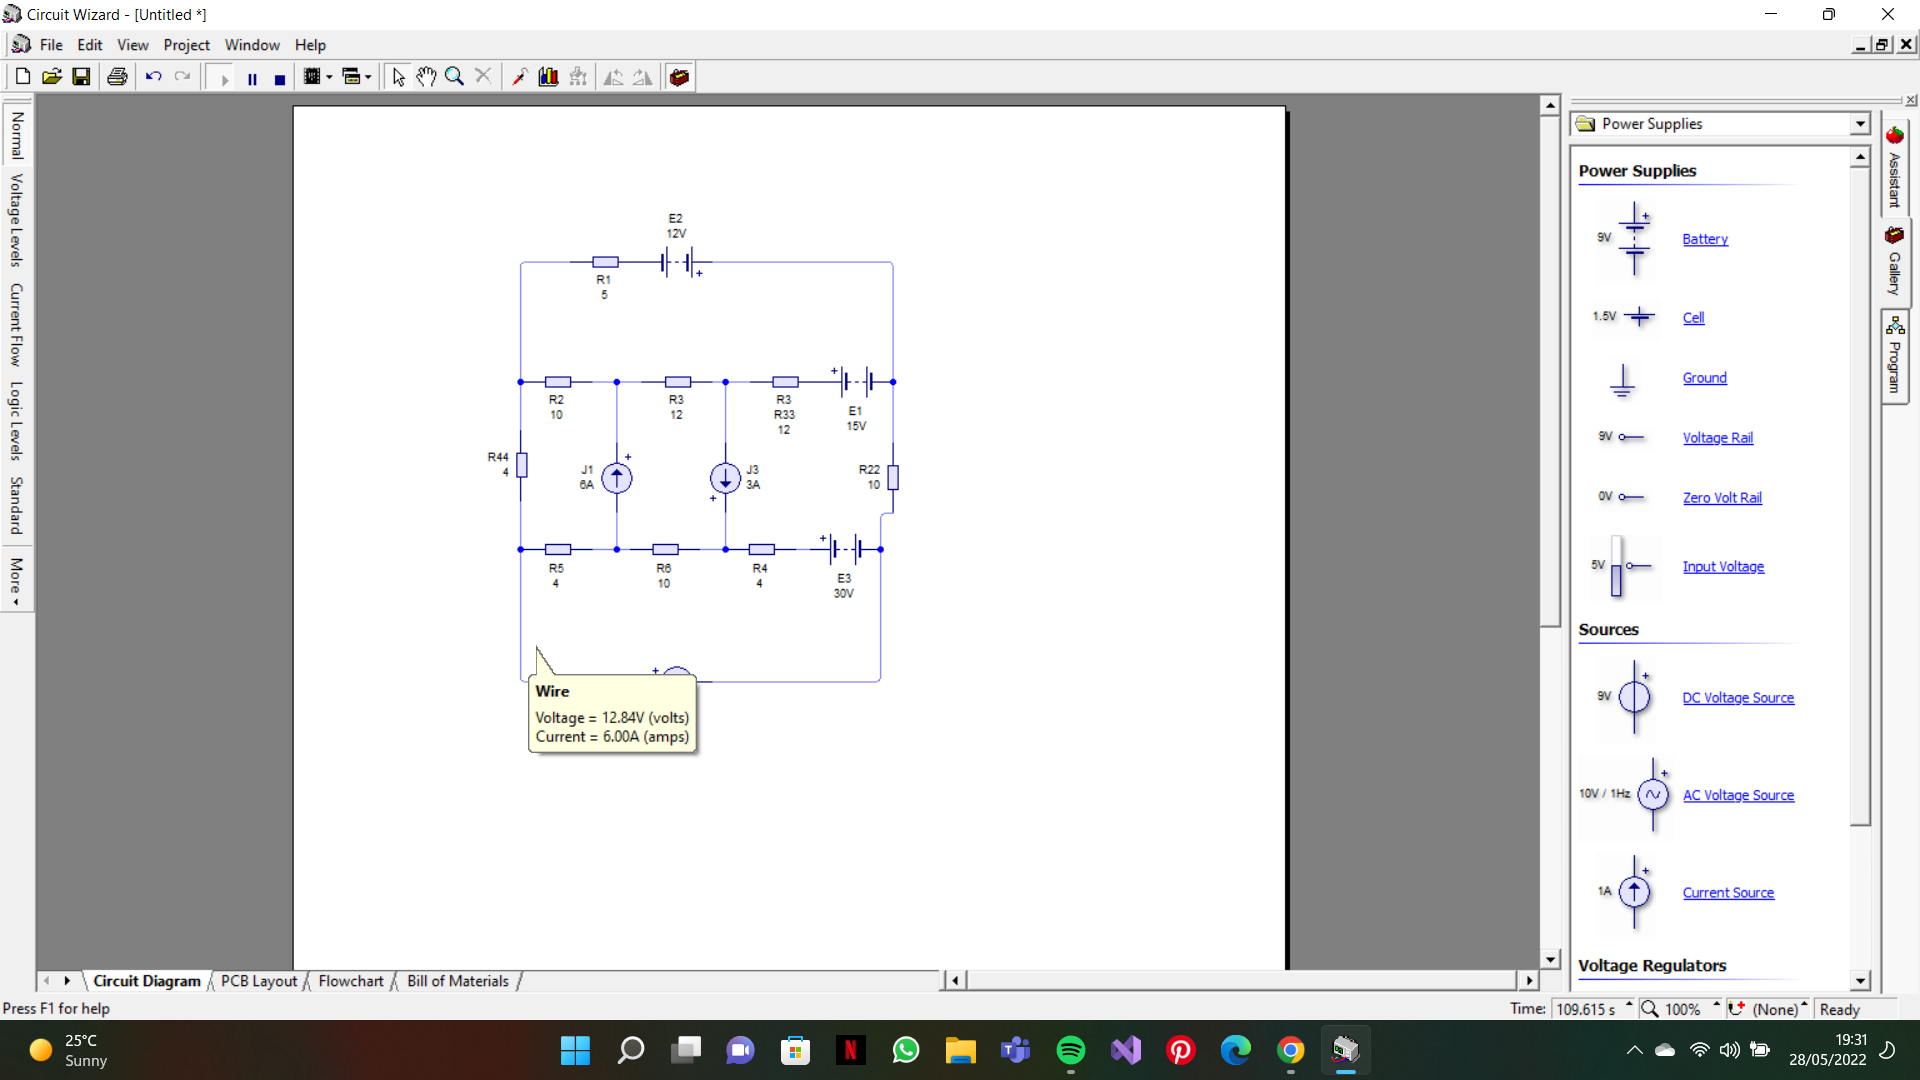 Circuit Wizard - [Untitled *]
File Edit View Project Window Help
Normal
Voltage Levels
Current Flow
Logic Levels
Standard
More
E2
12V
+
R1
5
R2
10
R3
12
R3
R33
12
+
E1
15V
R44
4
J1
6A
+
J3
3A
+
R22
10
R5
4
R6
10
R4
4
+
E3
30V
+
Wire
Voltage = 12.84V (volts)
Current = 6.00A (amps)
Power Supplies
Power Supplies
9V + Battery
1.5V Cell
Ground
9V Voltage Rail
0V Zero Volt Rail
5V Input Voltage
Sources
9V + DC Voltage Source
10V / 1Hz + AC Voltage Source
1A + Current Source
Voltage Regulators
Assistant
Gallery
Program
Circuit Diagram PCB Layout Flowchart Bill of Materials
Press F1 for help
Time: 109.615 s 100% (None) Ready
25°C
Sunny
N
19:31
28/05/2022